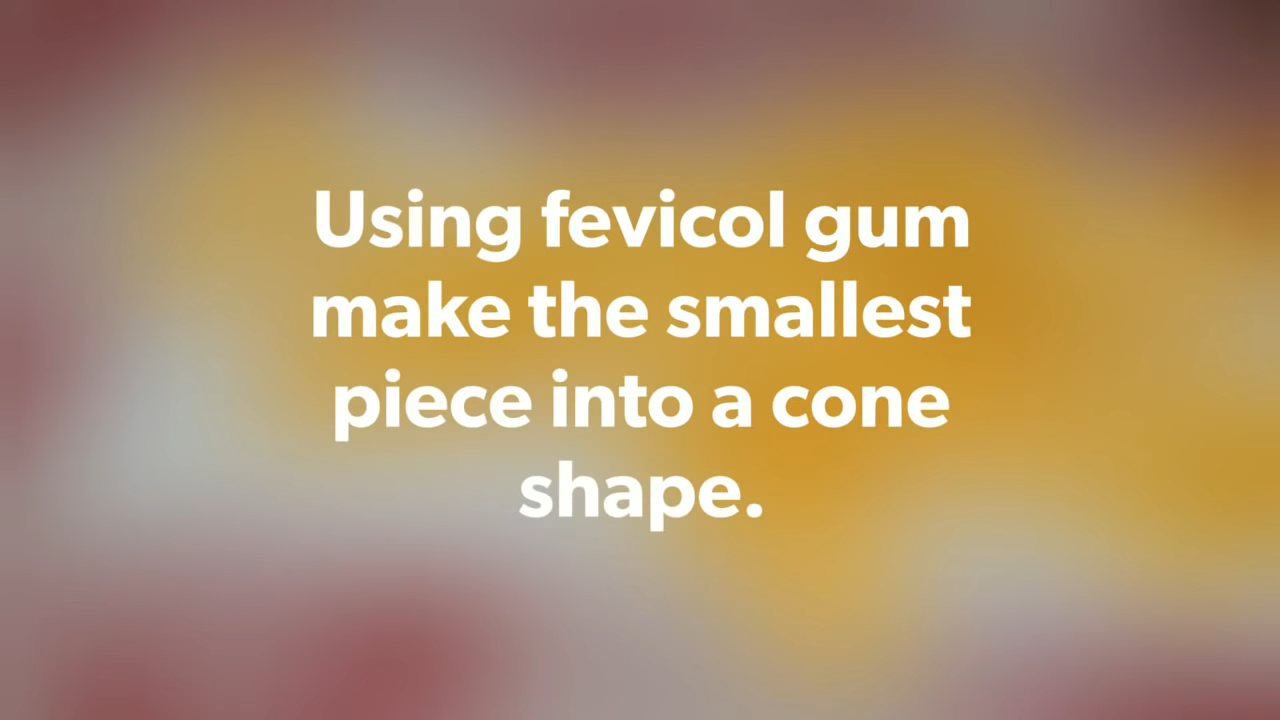 Using fevicol gum
make the smallest
piece into a cone
shape.